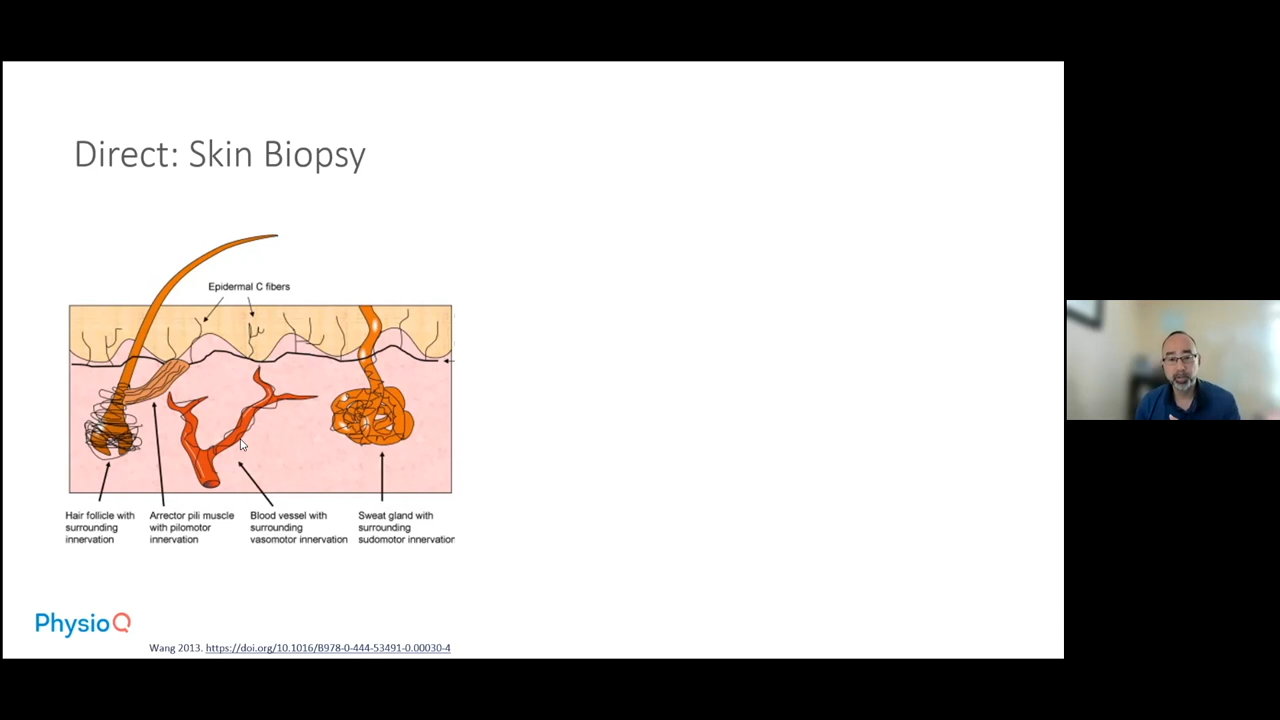 Direct: Skin Biopsy
Epidermal C fibers
Hair follicle with
surrounding
innervation
Arrector pili muscle
with pilomotor
innervation
Blood vessel with
surrounding
vasomotor innervation
Sweat gland with
surrounding
sudomotor innervation
PhysioQ
Wang 2013. https://doi.org/10.1016/B978-0-444-53491-0.00030-4